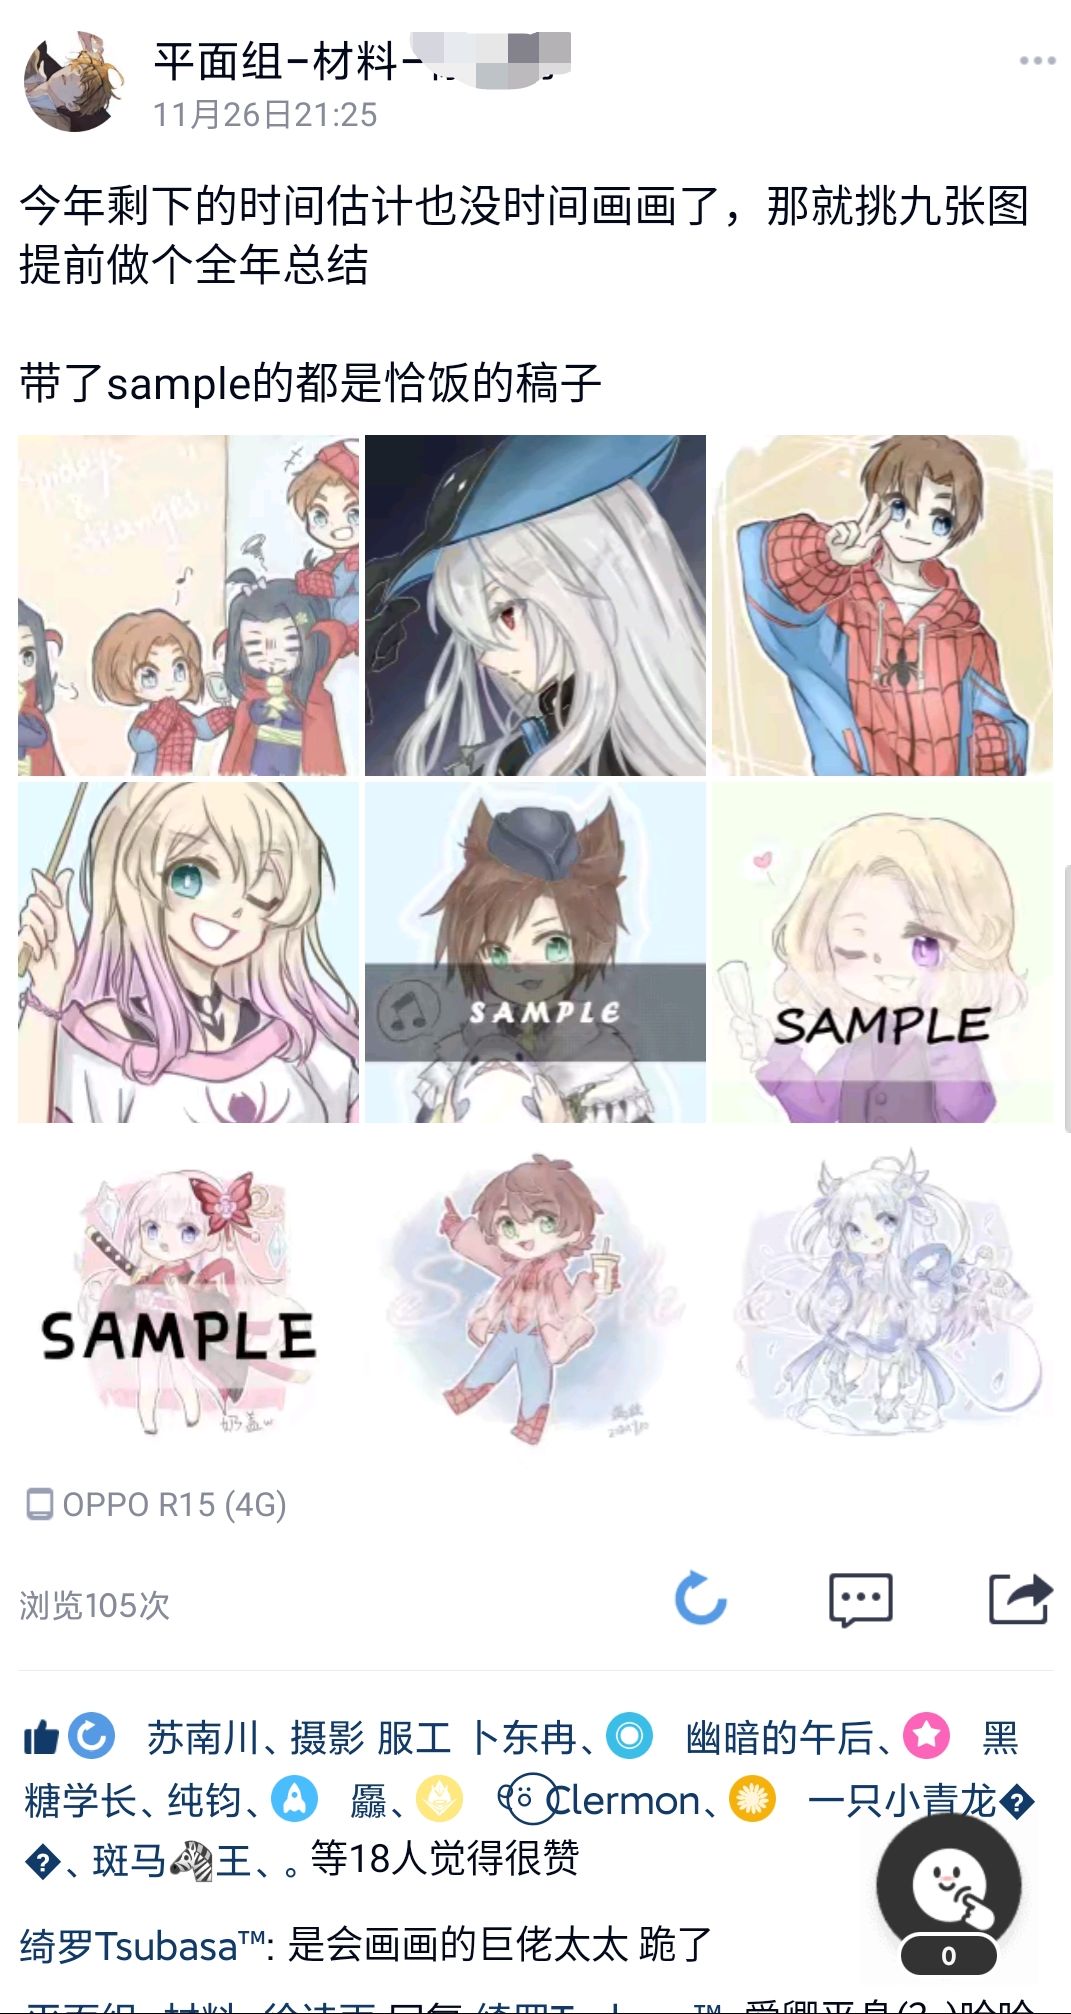 平面组-材料-
11月26日21:25
今年剩下的时间估计也没时间画画了，那就挑九张图
提前做个全年总结
带了sample的都是恰饭的稿子
Spideys
&
Stranges
SAMPLE
SAMPLE
SAMPLE
奶盖w
Sample
OPPO R15 (4G)
浏览105次
苏南川、摄影 服工 卜东冉、 幽暗的午后、 黑
糖学长、纯钧、 厵、 Clermon、 一只小青龙�
�、斑马🦓王、。等18人觉得很赞
0
绮罗Tsubasa™: 是会画画的巨佬太太 跪了